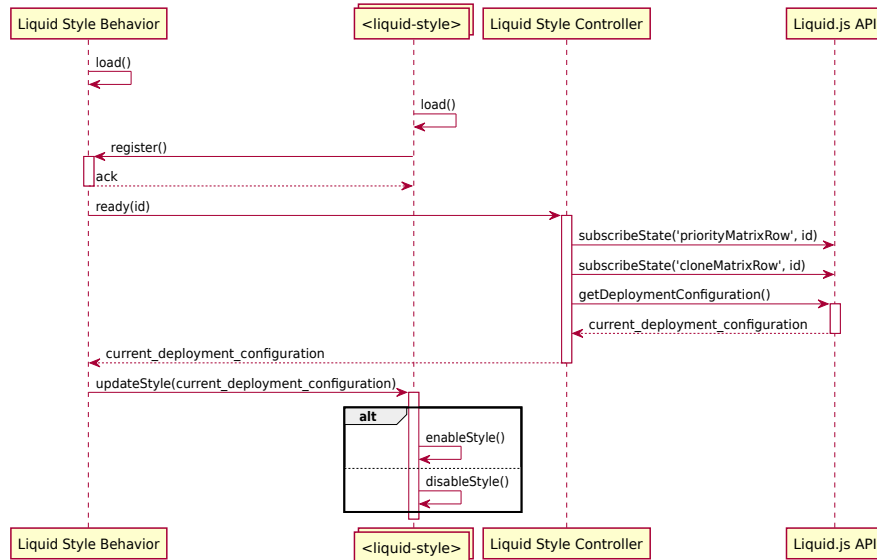 Liquid Style Behavior
<liquid-style>
Liquid Style Controller
Liquid.js API
load()
load()
register()
ack
ready(id)
subscribeState('priorityMatrixRow', id)
subscribeState('cloneMatrixRow', id)
getDeploymentConfiguration()
current_deployment_configuration
current_deployment_configuration
updateStyle(current_deployment_configuration)
alt
enableStyle()
disableStyle()
Liquid Style Behavior
<liquid-style>
Liquid Style Controller
Liquid.js API